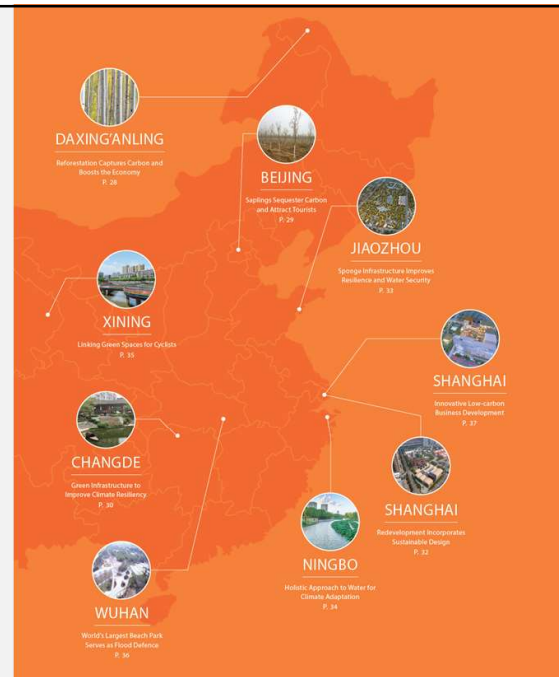 DAXING'ANLING
Reforestation Captures Carbon and
Boosts the Economy
P. 28
BEIJING
Saplings Sequester Carbon
and Attract Tourists
P. 29
JIAOZHOU
Sponge Infrastructure Improves
Resilience and Water Security
P. 33
XINING
Linking Green Spaces for Cyclists
P. 35
SHANGHAI
Innovative Low-carbon
Business Development
P. 37
CHANGDE
Green Infrastructure to
Improve Climate Resiliency
P. 30
SHANGHAI
Redevelopment Incorporates
Sustainable Design
P. 32
NINGBO
Holistic Approach to Water for
Climate Adaptation
P. 34
WUHAN
World's Largest Beach Park
Serves as Flood Defence
P. 36